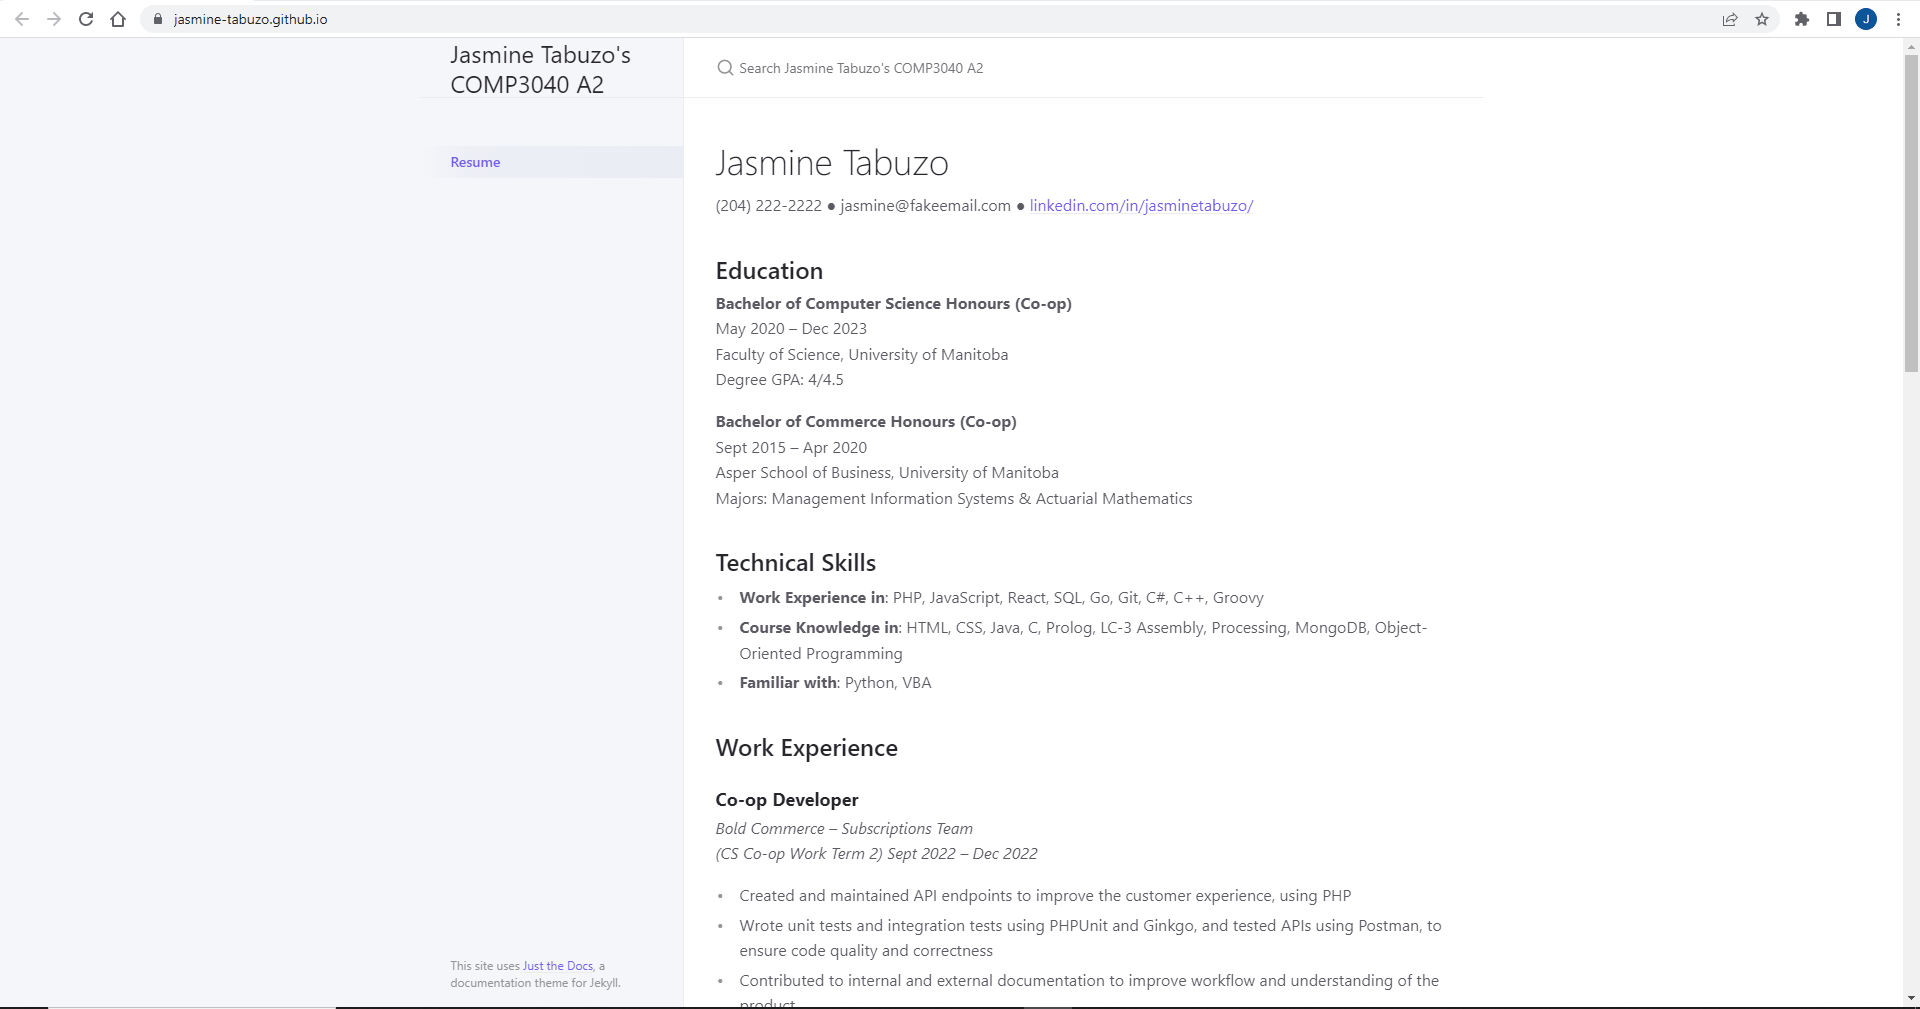 jasmine-tabuzo.github.io
J
Jasmine Tabuzo's
COMP3040 A2
Search Jasmine Tabuzo's COMP3040 A2
Resume
Jasmine Tabuzo
(204) 222-2222 ● jasmine@fakeemail.com ● linkedin.com/in/jasminetabuzo/
Education
Bachelor of Computer Science Honours (Co-op)
May 2020 – Dec 2023
Faculty of Science, University of Manitoba
Degree GPA: 4/4.5
Bachelor of Commerce Honours (Co-op)
Sept 2015 – Apr 2020
Asper School of Business, University of Manitoba
Majors: Management Information Systems & Actuarial Mathematics
Technical Skills
• Work Experience in: PHP, JavaScript, React, SQL, Go, Git, C#, C++, Groovy
• Course Knowledge in: HTML, CSS, Java, C, Prolog, LC-3 Assembly, Processing, MongoDB, Object-
Oriented Programming
• Familiar with: Python, VBA
Work Experience
Co-op Developer
Bold Commerce – Subscriptions Team
(CS Co-op Work Term 2) Sept 2022 – Dec 2022
• Created and maintained API endpoints to improve the customer experience, using PHP
• Wrote unit tests and integration tests using PHPUnit and Ginkgo, and tested APIs using Postman, to
ensure code quality and correctness
• Contributed to internal and external documentation to improve workflow and understanding of the
product
This site uses Just the Docs, a
documentation theme for Jekyll.